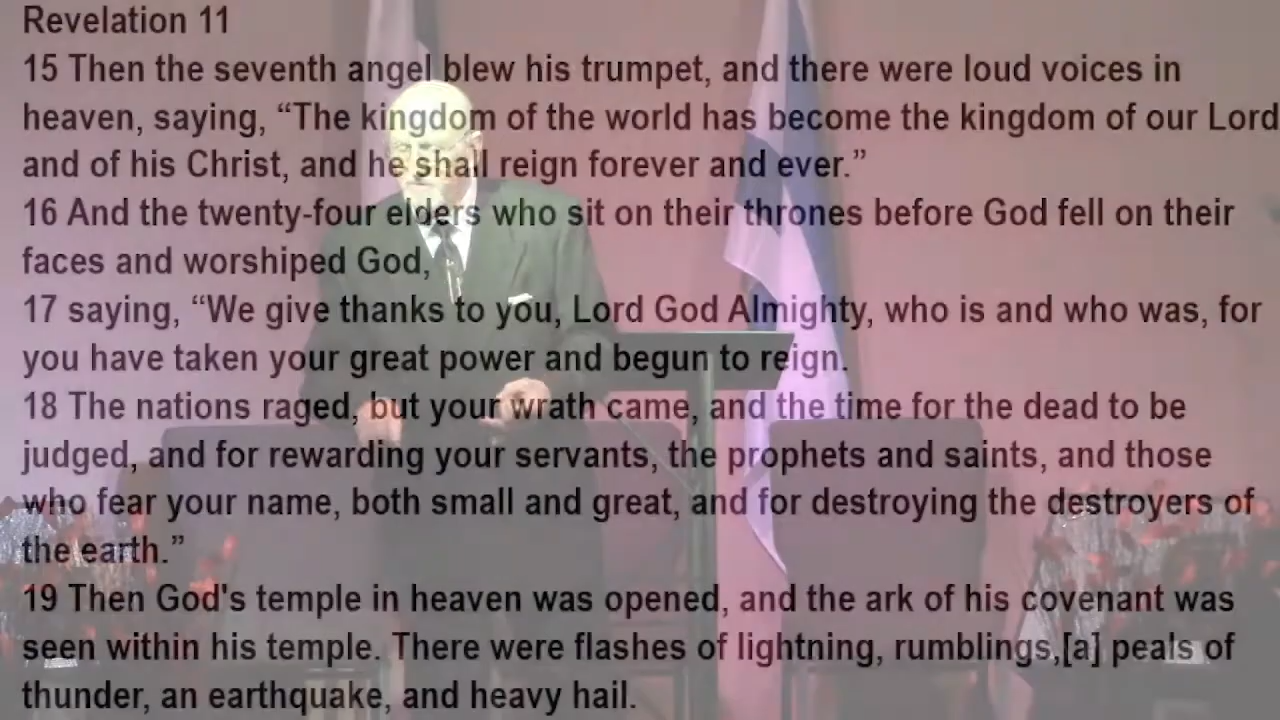 Revelation 11
15 Then the seventh angel blew his trumpet, and there were loud voices in
heaven, saying, “The kingdom of the world has become the kingdom of our Lord
and of his Christ, and he shall reign forever and ever.”
16 And the twenty-four elders who sit on their thrones before God fell on their
faces and worshiped God,
17 saying, “We give thanks to you, Lord God Almighty, who is and who was, for
you have taken your great power and begun to reign.
18 The nations raged, but your wrath came, and the time for the dead to be
judged, and for rewarding your servants, the prophets and saints, and those
who fear your name, both small and great, and for destroying the destroyers of
the earth.”
19 Then God's temple in heaven was opened, and the ark of his covenant was
seen within his temple. There were flashes of lightning, rumblings,[a] peals of
thunder, an earthquake, and heavy hail.